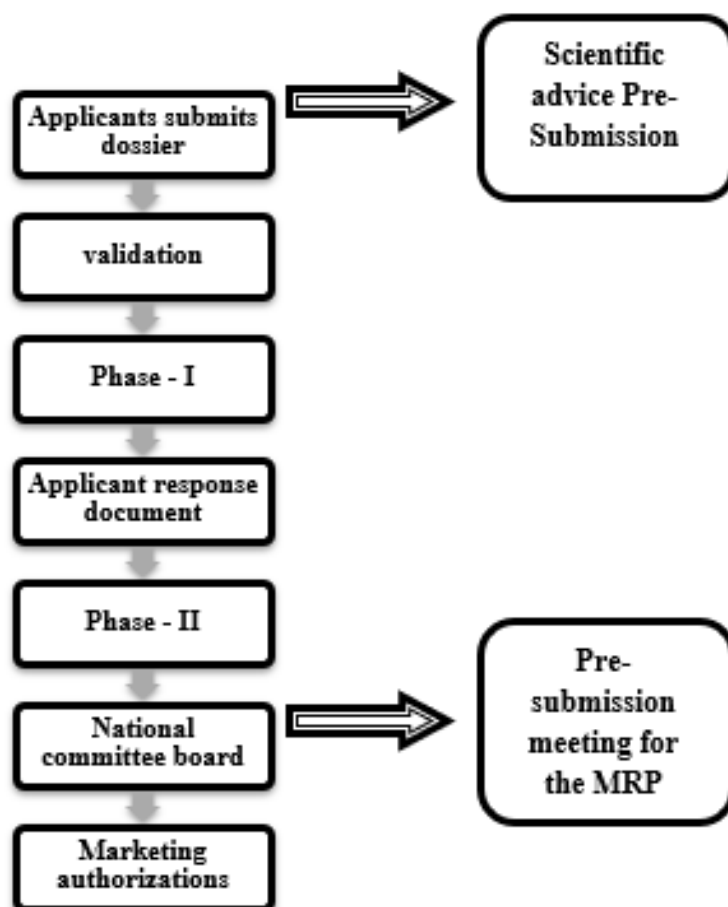 Applicants submits
dossier
Scientific
advice Pre-
Submission
validation
Phase - I
Applicant response
document
Phase - II
National
committee board
Pre-
submission
meeting for
the MRP
Marketing
authorizations